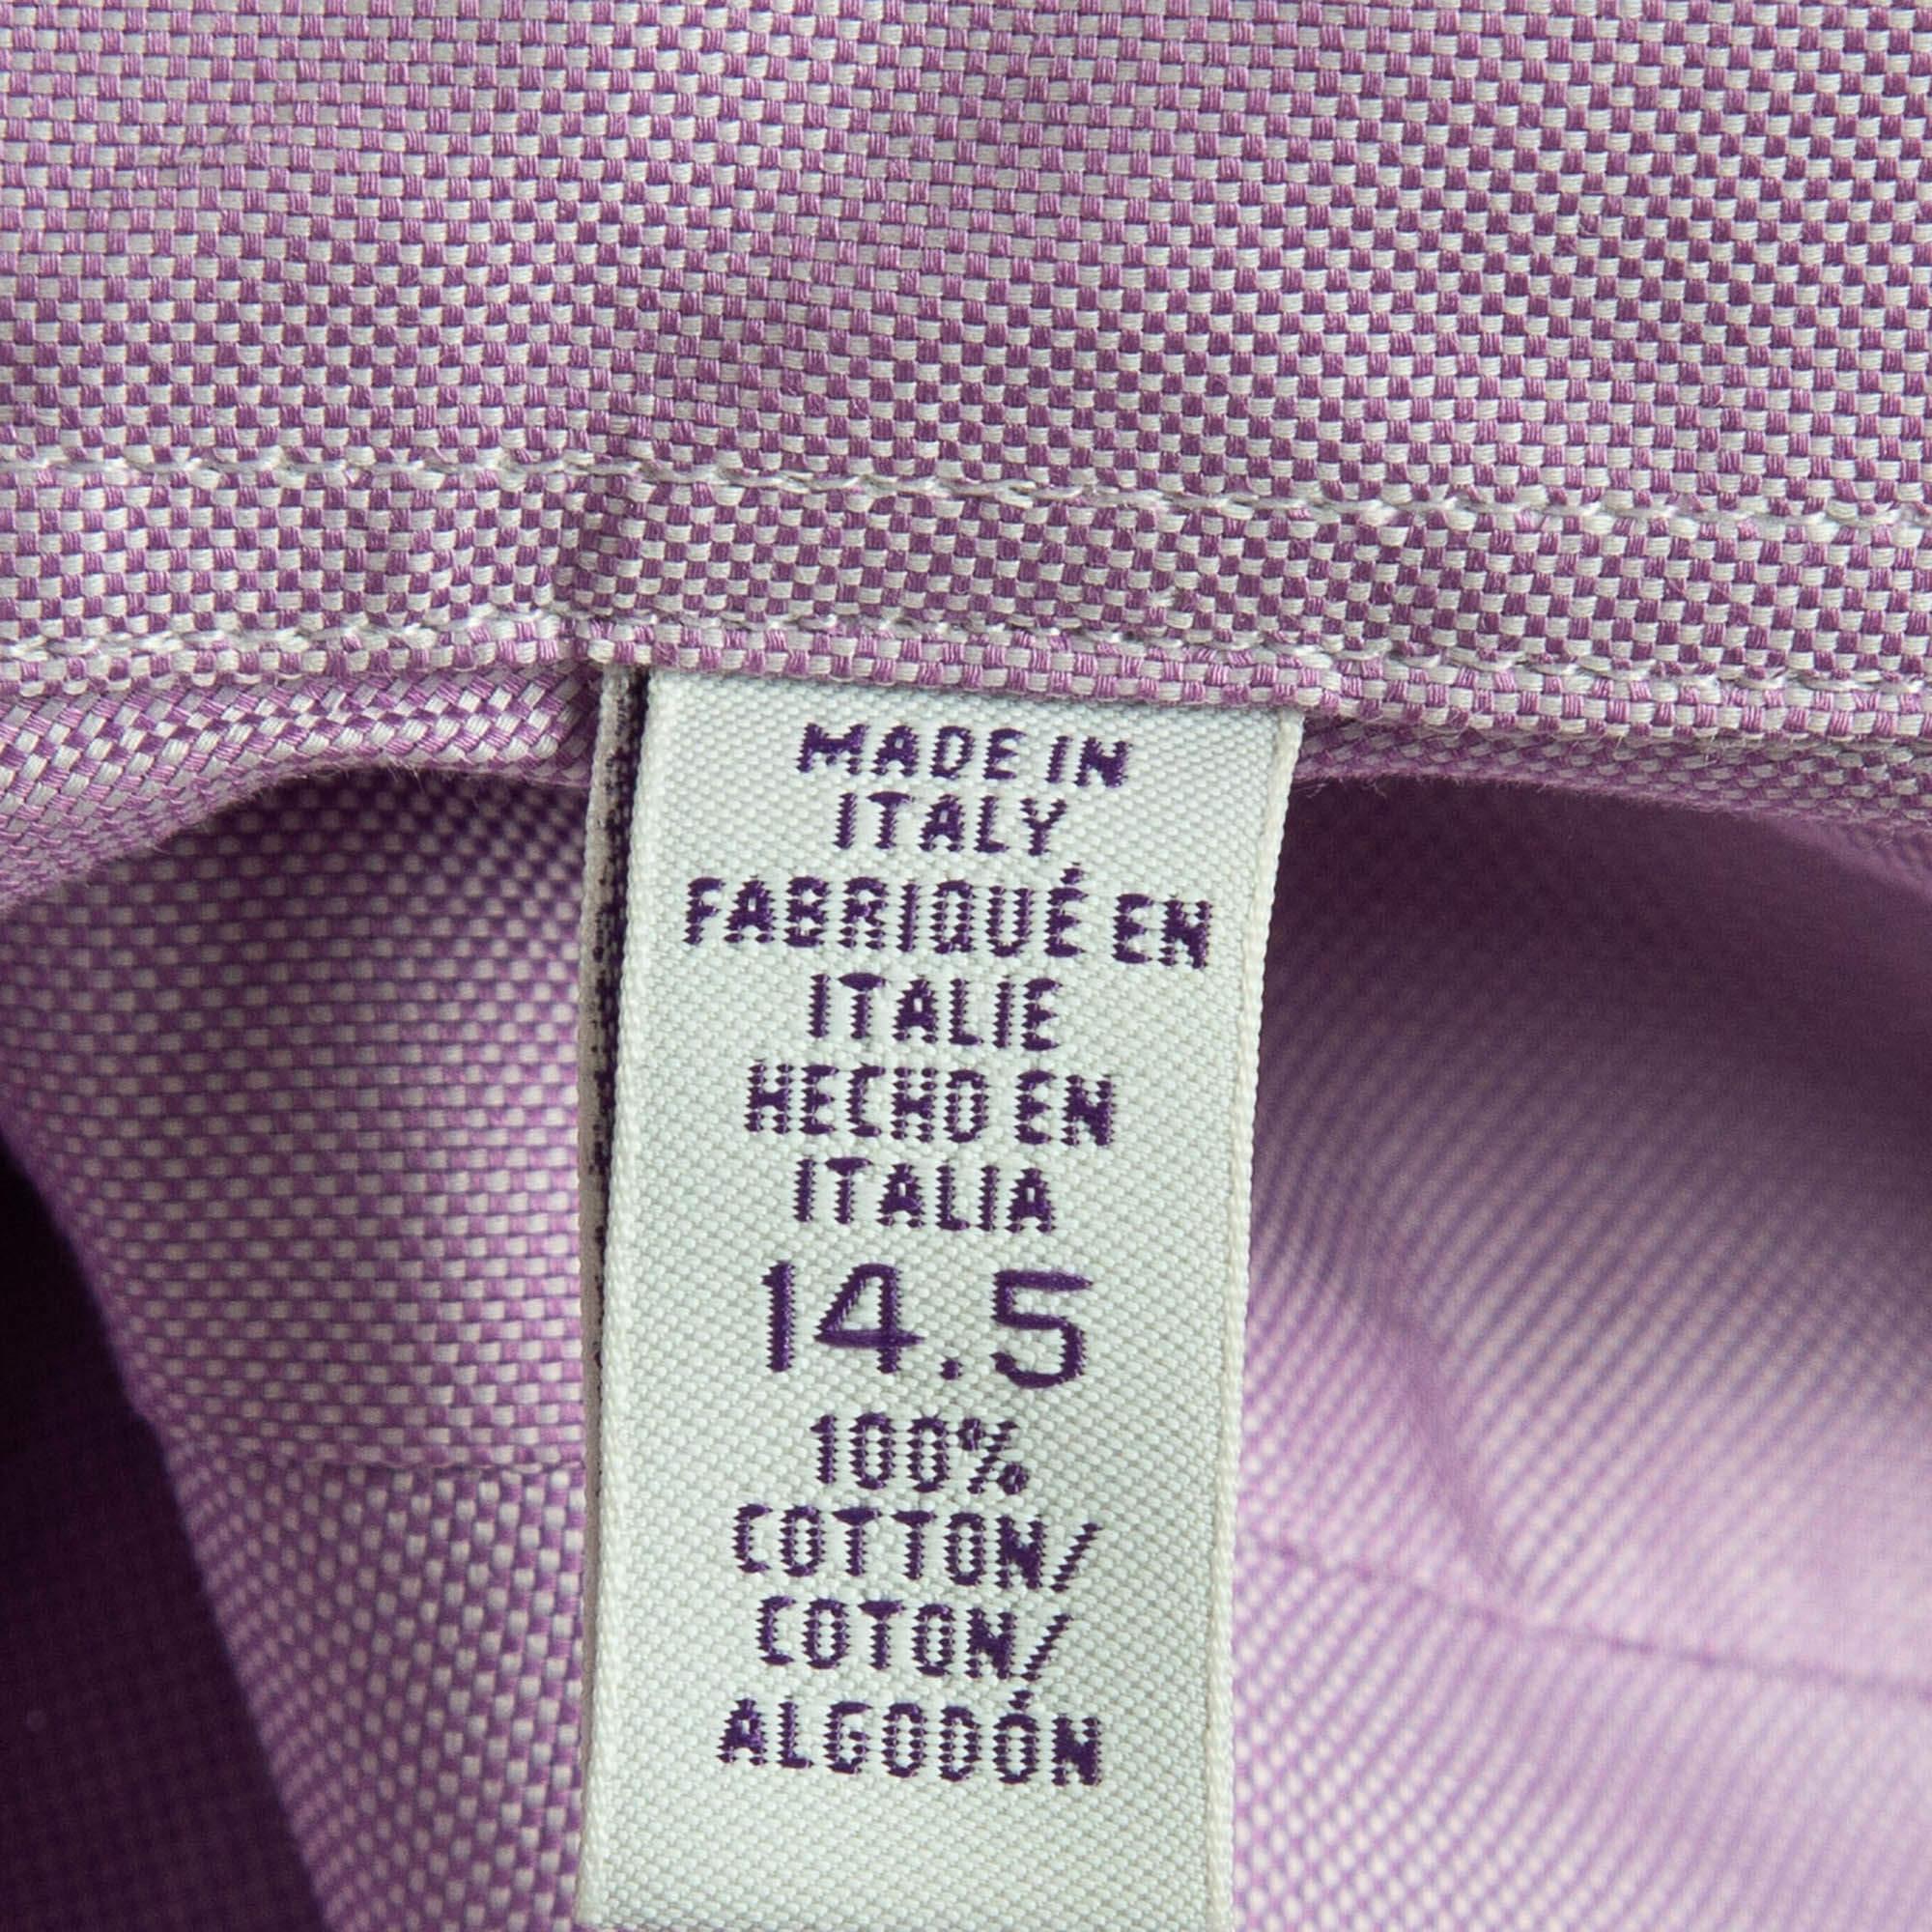 MADE IN
ITALY
FABRIQUÉ EN
ITALIE
HECHO EN
ITALIA
14.5
100%
COTTON/
COTON/
ALGODÓN